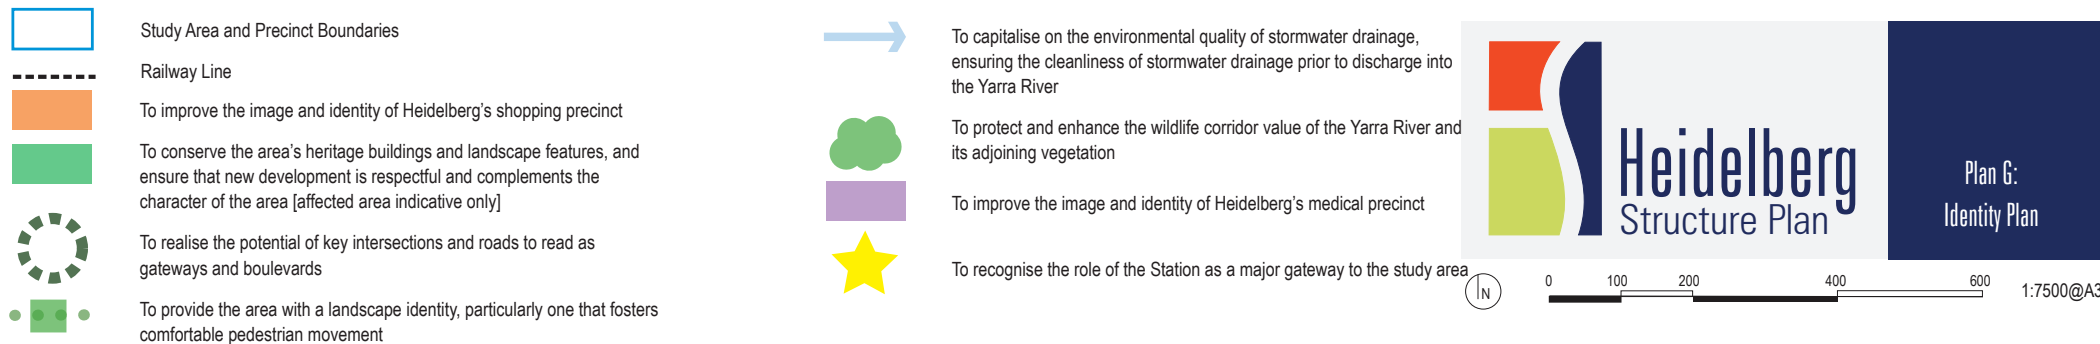 Study Area and Precinct Boundaries
Railway Line
To improve the image and identity of Heidelberg's shopping precinct
To conserve the area's heritage buildings and landscape features, and
ensure that new development is respectful and complements the
character of the area [affected area indicative only]
To realise the potential of key intersections and roads to read as
gateways and boulevards
To provide the area with a landscape identity, particularly one that fosters
comfortable pedestrian movement
To capitalise on the environmental quality of stormwater drainage,
ensuring the cleanliness of stormwater drainage prior to discharge into
the Yarra River
To protect and enhance the wildlife corridor value of the Yarra River and
its adjoining vegetation
To improve the image and identity of Heidelberg's medical precinct
To recognise the role of the Station as a major gateway to the study area
Heidelberg
Structure Plan
Plan G:
Identity Plan
N
0 100 200 400 600
1:7500@A3